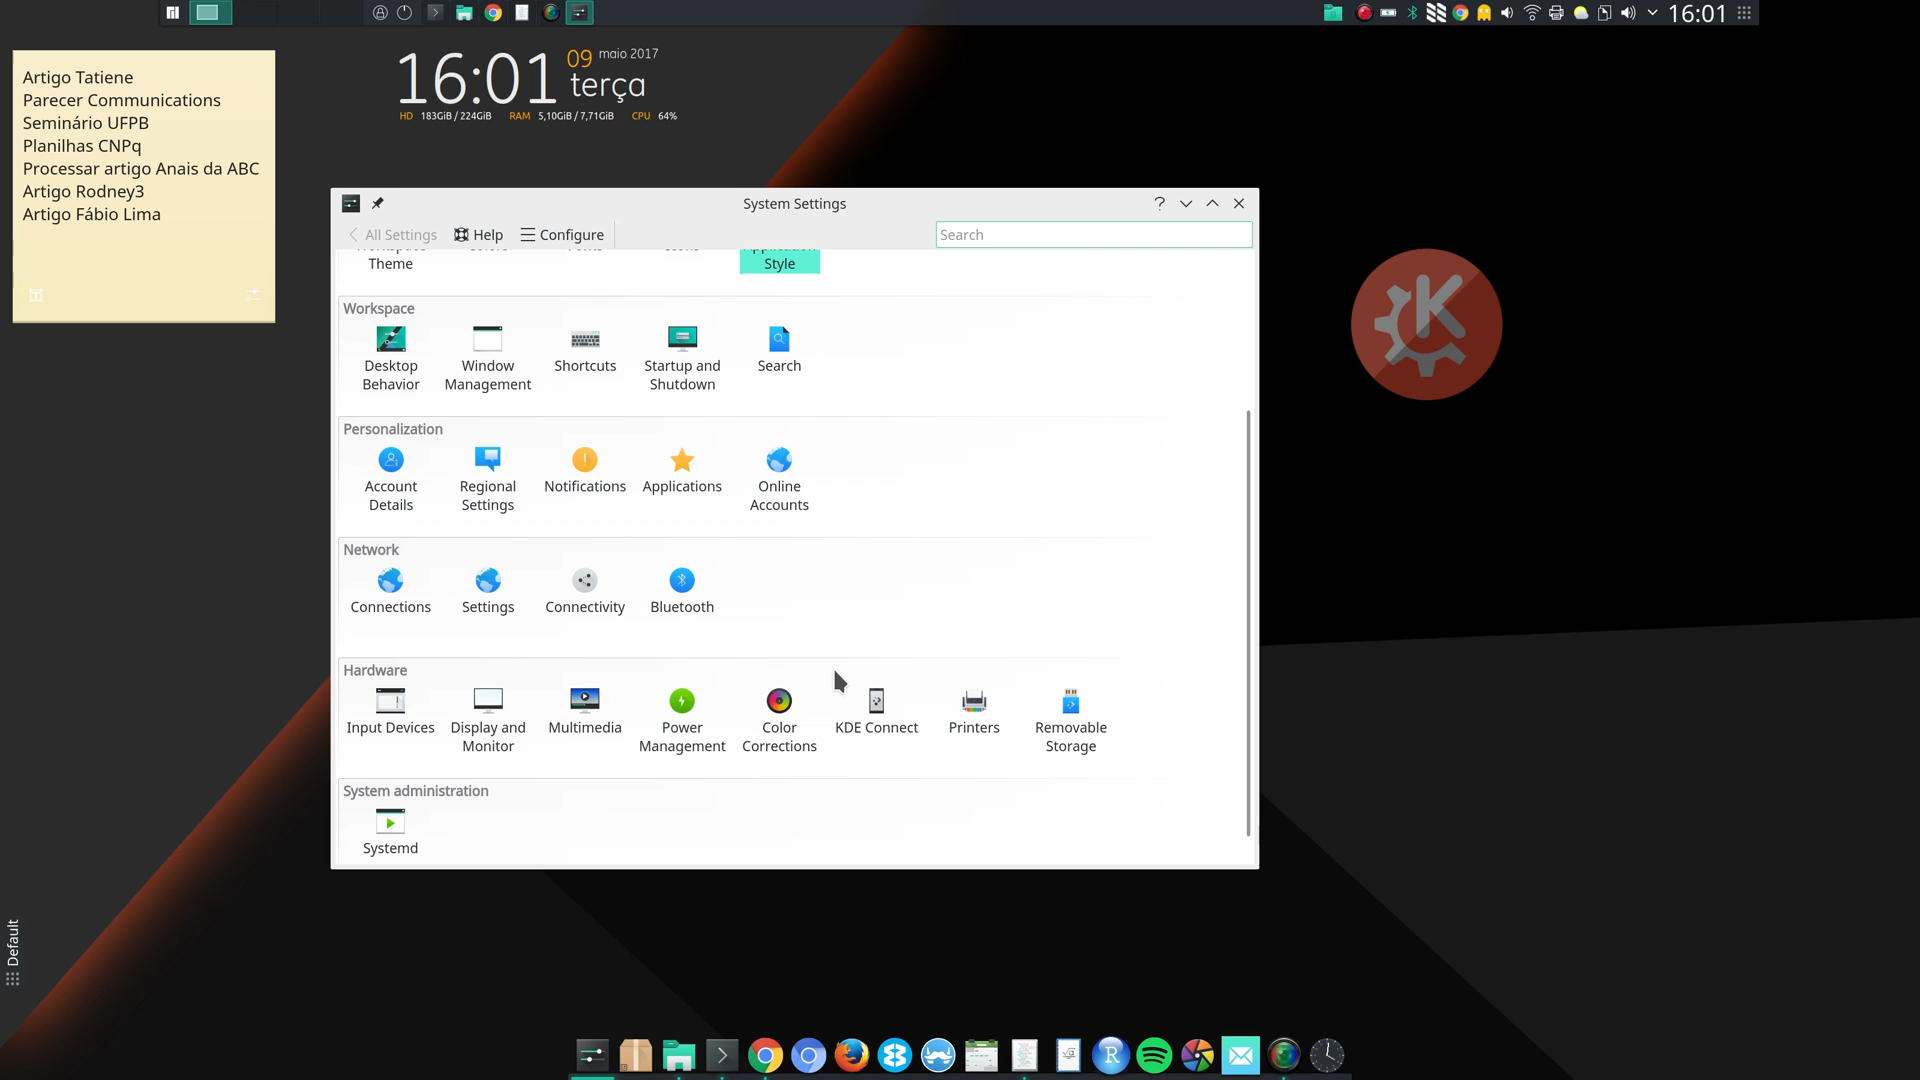 16:01
Artigo Tatiene
Parecer Communications
Seminário UFPB
Planilhas CNPq
Processar artigo Anais da ABC
Artigo Rodney3
Artigo Fábio Lima
16:01
09 maio 2017
terça
HD 183GiB / 224GiB RAM 5,10GiB / 7,71GiB CPU 64%
System Settings
All Settings Help Configure
Search
Theme
Application Style
Workspace
Desktop Behavior
Window Management
Shortcuts
Startup and Shutdown
Search
Personalization
Account Details
Regional Settings
Notifications
Applications
Online Accounts
Network
Connections
Settings
Connectivity
Bluetooth
Hardware
Input Devices
Display and Monitor
Multimedia
Power Management
Color Corrections
KDE Connect
Printers
Removable Storage
System administration
Systemd
Default